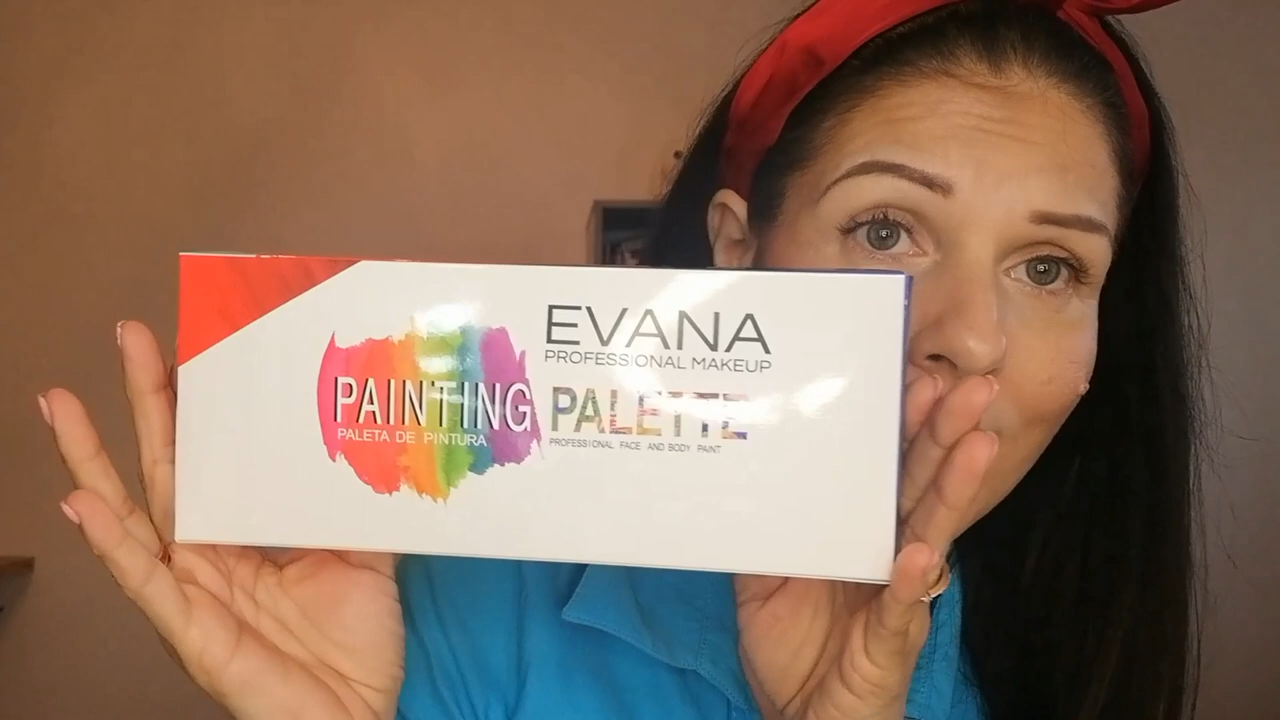 EVANA
PROFESSIONAL MAKEUP
PAINTING PALETTE
PALETA DE PINTURA
PROFESSIONAL FACE AND BODY PAINT